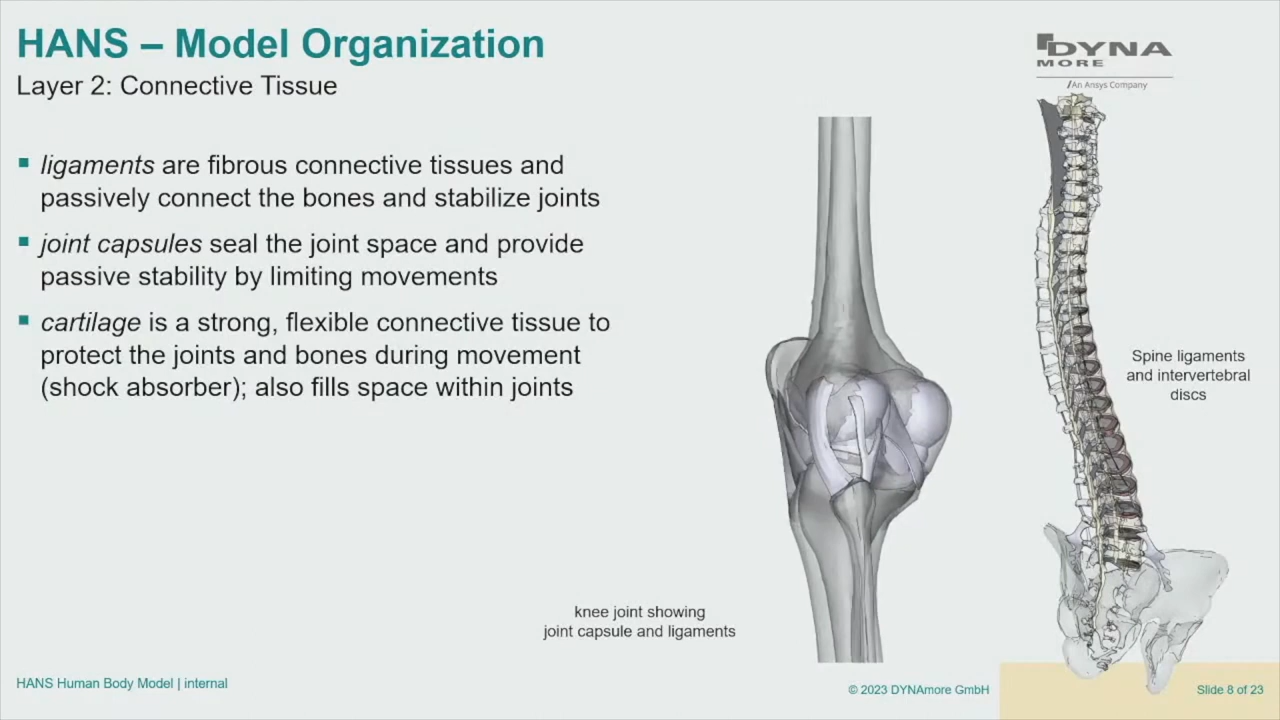 HANS – Model Organization
Layer 2: Connective Tissue
DYNA
MORE
/An Ansys Company
▪ ligaments are fibrous connective tissues and
passively connect the bones and stabilize joints
▪ joint capsules seal the joint space and provide
passive stability by limiting movements
▪ cartilage is a strong, flexible connective tissue to
protect the joints and bones during movement
(shock absorber); also fills space within joints
Spine ligaments
and intervertebral
discs
knee joint showing
joint capsule and ligaments
HANS Human Body Model | internal
© 2023 DYNAmore GmbH
Slide 8 of 23